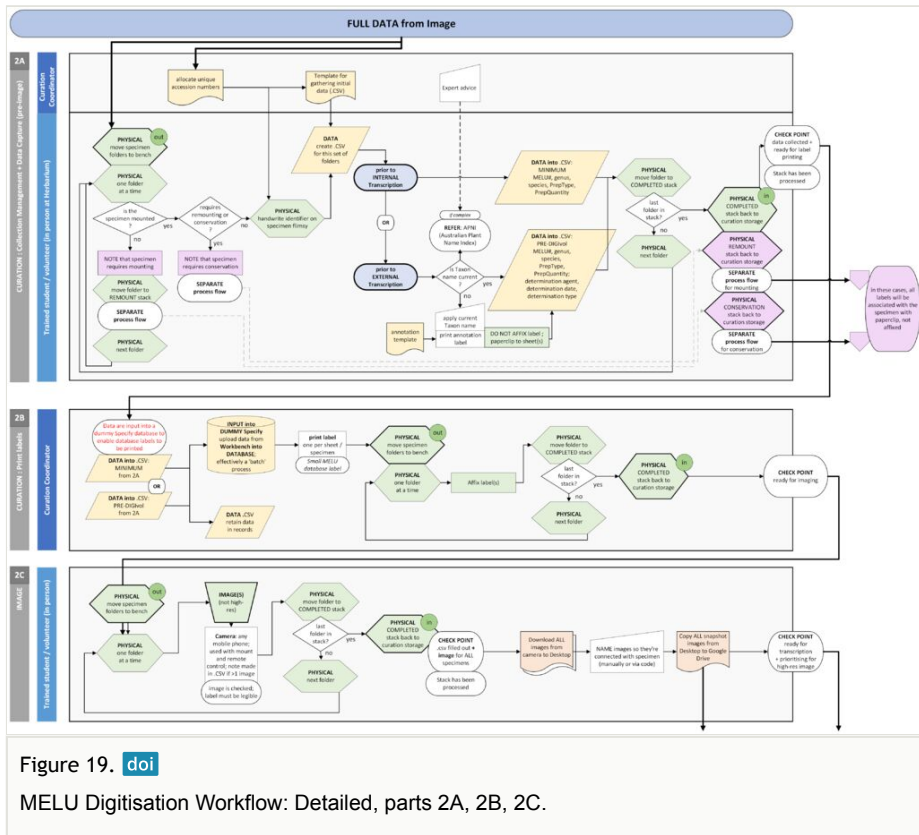 FULL DATA from Image
2A
CURATION: Collection Management + Data Capture (pre-image)
Curation
Coordinator
Trained student / volunteer (in person at Herbarium)
allocate unique
accession numbers
Template for
gathering initial
data (.CSV)
Expert advice
PHYSICAL
move specimen
folders to bench
out
PHYSICAL
one folder
at a time
Is the
specimen mounted
?
yes
no
requires
remounting or
conservation
?
no
yes
NOTE that specimen
requires mounting
PHYSICAL
move folder to
REMOUNT stack
SEPARATE
process flow
PHYSICAL
next folder
NOTE that specimen
requires conservation
SEPARATE
process flow
PHYSICAL
handwrite identifier on
specimen flimsy
DATA
create .CSV
for this set of
folders
prior to
INTERNAL
Transcription
OR
prior to
EXTERNAL
Transcription
REFER: APNI
(Australian Plant
Name Index)
is Taxon
name current
?
yes
no
apply current
Taxon name
print annotation
label
annotation
template
DO NOT AFFIX label ;
paperclip to sheet(s)
DATA into .CSV:
MINIMUM
MELU#, genus,
species, PrepType,
PrepQuantity
DATA into .CSV:
PRE-DIGIvol
MELU#, genus,
species,
PrepType,
PrepQuantity;
determination agent,
determination date,
determination type
PHYSICAL
move folder to
COMPLETED stack
last
folder in
stack?
yes
no
PHYSICAL
next folder
in
PHYSICAL
COMPLETED
stack back to
curation storage
PHYSICAL
REMOUNT
stack back to
curation storage
SEPARATE
process flow
for mounting
PHYSICAL
CONSERVATION
stack back to
curation storage
SEPARATE
process flow
for conservation
CHECK POINT
data collected +
ready for label
printing
Stack has been
processed
In these cases, all
labels will be
associated with the
specimen with
paperclip, not
affixed
2B
CURATION: Print labels
Curation Coordinator
Data are input into a
dummy Specify database to
enable database labels to
be printed
DATA into .CSV:
MINIMUM
from 2A
OR
DATA into .CSV:
PRE-DIGIvol
from 2A
INPUT into
DUMMY Specify
upload data from
Workbench into
DATABASE;
effectively a 'batch'
process
DATA .CSV
retain data
in records
print label
one per sheet /
specimen
Small MELU
database label
PHYSICAL
move specimen
folders to bench
out
PHYSICAL
one folder
at a time
Affix label(s)
PHYSICAL
move folder to
COMPLETED stack
last
folder in
stack?
yes
no
PHYSICAL
next folder
in
PHYSICAL
COMPLETED
stack back to
curation storage
CHECK POINT
ready for imaging
2C
IMAGE
Trained student / volunteer (in person)
PHYSICAL
move specimen
folders to bench
out
PHYSICAL
one folder
at a time
IMAGE(S)
(not high-
res)
Camera: one
mobile phone;
used with mount
and remote
control; note made
in .CSV if >1 image
image is checked;
label must be legible
PHYSICAL
move folder to
COMPLETED stack
last
folder in
stack?
yes
no
PHYSICAL
next folder
in
PHYSICAL
COMPLETED
stack back to
curation storage
CHECK POINT
.csv filled out +
image for ALL
specimens
Stack has been
processed
Download ALL
images from
camera to Desktop
NAME images so they're
connected with specimen
(manually or via code)
Copy ALL snapshot
images from
Desktop to Google
Drive
CHECK POINT
ready for
transcription
+ prioritising for
high-res image
Figure 19. doi
MELU Digitisation Workflow: Detailed, parts 2A, 2B, 2C.